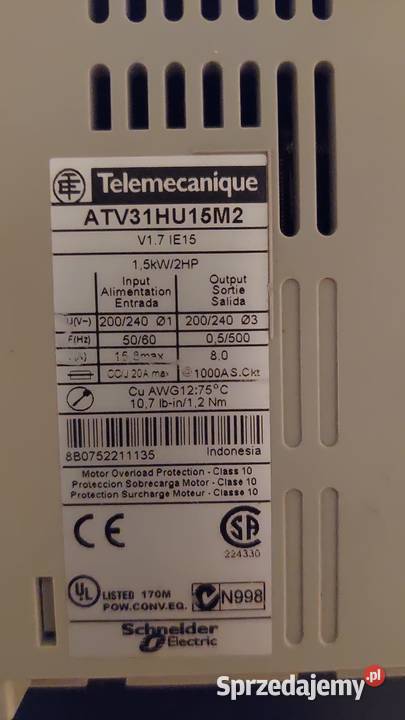 Telemecanique
ATV31HU15M2
V1.7 IE15
1,5kW/2HP
Input Output
Alimentation Sortie
Entrada Salida
U(V~) 200/240 Ø1 200/240 Ø3
F(Hz) 50/60 0,5/500
I(A) 15.8max 8.0
CC/J 20A max @1000AS.Ckt
Cu AWG12:75°C
10,7 lb-in/1,2 Nm
8B0752211135 Indonesia
Motor Overload Protection - Class 10
Proteccion Sobrecarga Motor - Clase 10
Protection Surcharge Moteur - Classe 10
CE
SA
224330
UL LISTED 170M
POW.CONV.EQ.
N998
Schneider
Electric
Sprzedajemy.pl